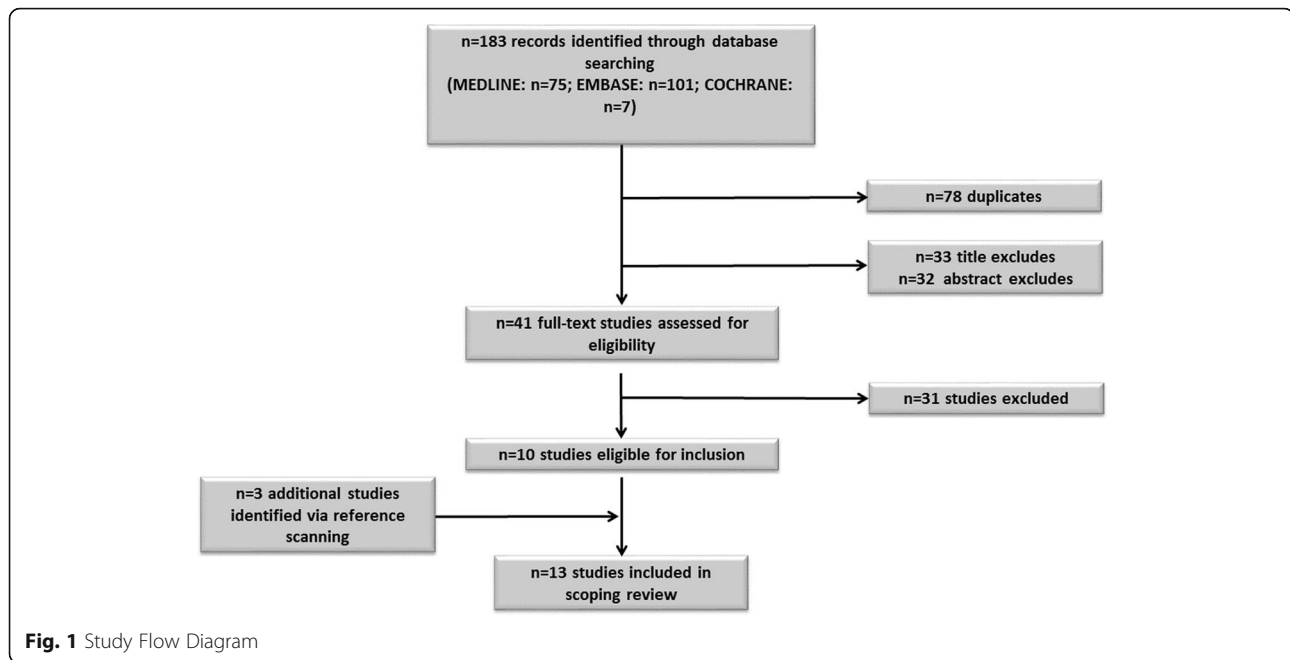 n=183 records identified through database
searching
(MEDLINE: n=75; EMBASE: n=101; COCHRANE:
n=7)
n=78 duplicates
n=33 title excludes
n=32 abstract excludes
n=41 full-text studies assessed for
eligibility
n=31 studies excluded
n=10 studies eligible for inclusion
n=3 additional studies
identified via reference
scanning
n=13 studies included in
scoping review
Fig. 1 Study Flow Diagram